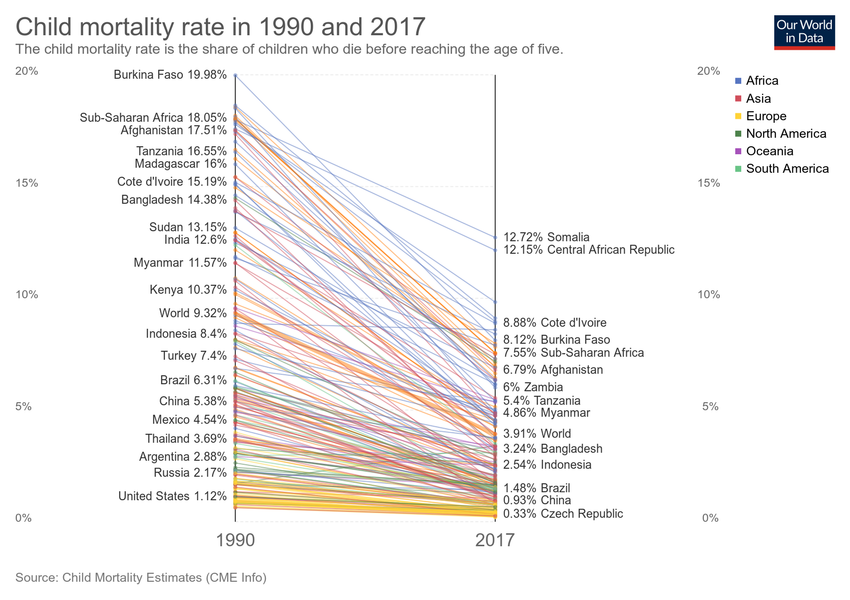 Child mortality rate in 1990 and 2017
The child mortality rate is the share of children who die before reaching the age of five.
Our World
in Data
20%
15%
10%
5%
0%
Burkina Faso 19.98%
Sub-Saharan Africa 18.05%
Afghanistan 17.51%
Tanzania 16.55%
Madagascar 16%
Cote d'Ivoire 15.19%
Bangladesh 14.38%
Sudan 13.15%
India 12.6%
Myanmar 11.57%
Kenya 10.37%
World 9.32%
Indonesia 8.4%
Turkey 7.4%
Brazil 6.31%
China 5.38%
Mexico 4.54%
Thailand 3.69%
Argentina 2.88%
Russia 2.17%
United States 1.12%
12.72% Somalia
12.15% Central African Republic
8.88% Cote d'Ivoire
8.12% Burkina Faso
7.55% Sub-Saharan Africa
6.79% Afghanistan
6% Zambia
5.4% Tanzania
4.86% Myanmar
3.91% World
3.24% Bangladesh
2.54% Indonesia
1.48% Brazil
0.93% China
0.33% Czech Republic
20%
15%
10%
5%
0%
Africa
Asia
Europe
North America
Oceania
South America
1990
2017
Source: Child Mortality Estimates (CME Info)